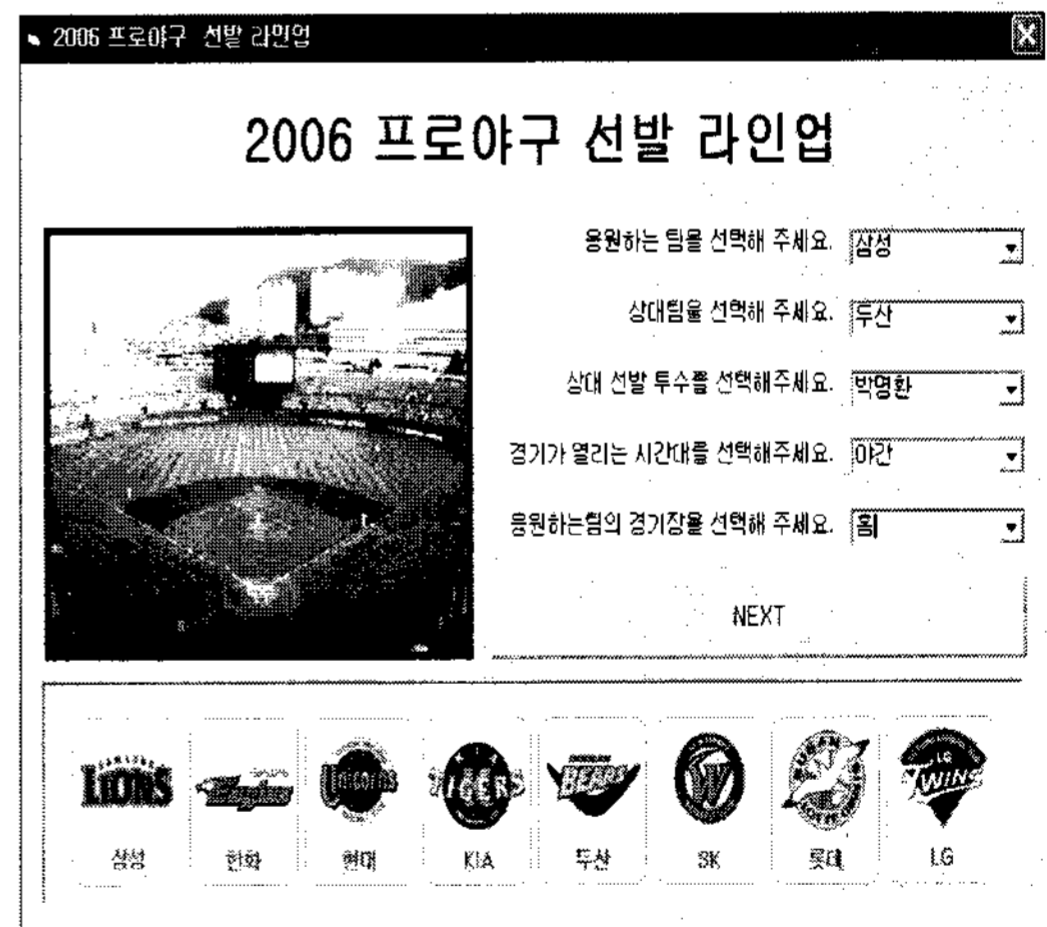 2006 프로야구 선발 라인업
2006 프로야구 선발 라인업
응원하는 팀을 선택해 주세요. 삼성
상대팀을 선택해 주세요. 두산
상대 선발 투수를 선택해주세요. 박명환
경기가 열리는 시간대를 선택해주세요. 야간
응원하는팀의 경기장을 선택해 주세요. 홈
NEXT
LIONS Eagles UNICORNS TIGERS BEARS W LG TWINS
삼성 한화 현대 KIA 두산 SK 롯데 LG